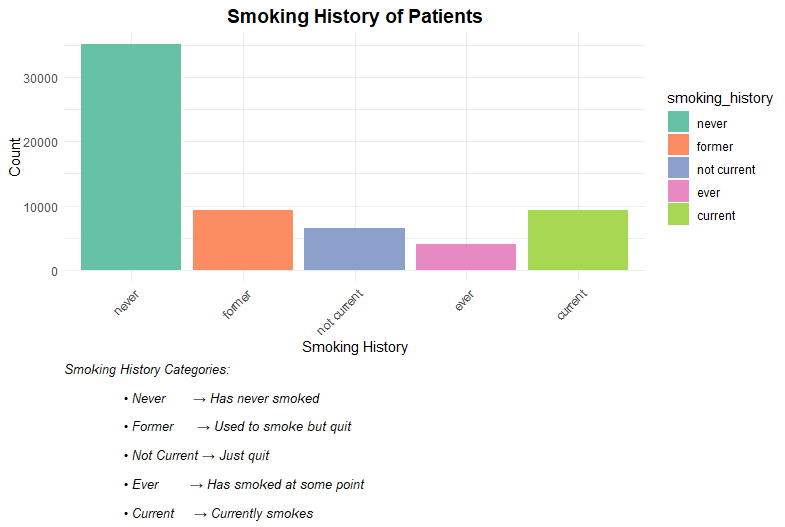 Smoking History of Patients
Count
30000
20000
10000
0
never
former
not current
ever
current
Smoking History
smoking_history
never
former
not current
ever
current
Smoking History Categories:
• Never → Has never smoked
• Former → Used to smoke but quit
• Not Current → Just quit
• Ever → Has smoked at some point
• Current → Currently smokes